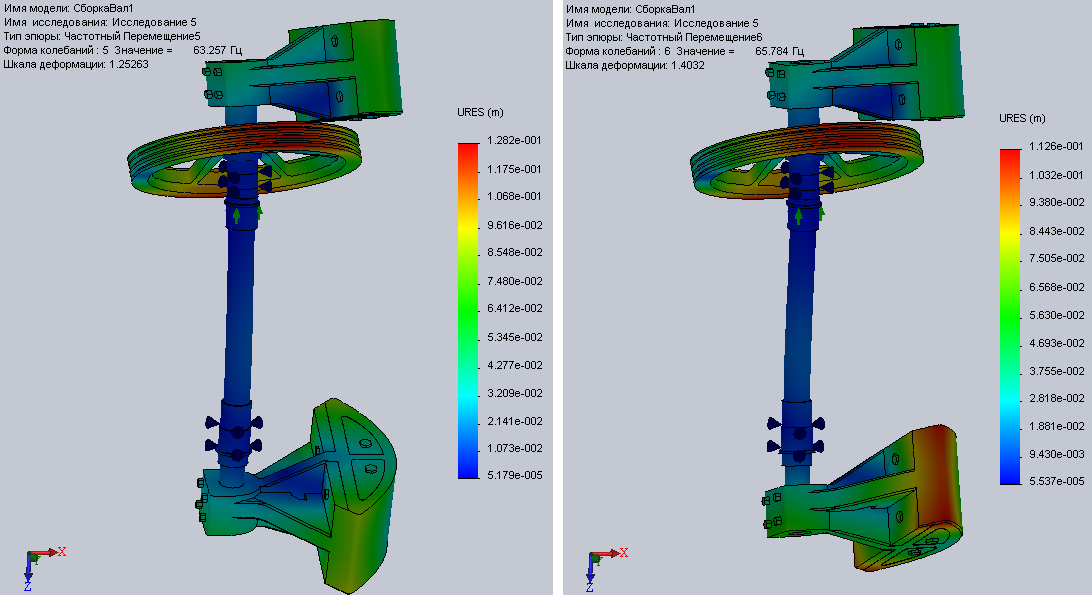 Имя модели: СборкаВал1
Имя исследования: Исследование 5
Тип эпюры: Частотный Перемещение5
Форма колебаний : 5 Значение = 63.257 Гц
Шкала деформации: 1.25263
URES (m)
1.282e-001
1.175e-001
1.068e-001
9.616e-002
8.548e-002
7.480e-002
6.412e-002
5.345e-002
4.277e-002
3.209e-002
2.141e-002
1.073e-002
5.179e-005
X
Y
Z
Имя модели: СборкаВал1
Имя исследования: Исследование 5
Тип эпюры: Частотный Перемещение6
Форма колебаний : 6 Значение = 65.784 Гц
Шкала деформации: 1.4032
URES (m)
1.126e-001
1.032e-001
9.380e-002
8.443e-002
7.505e-002
6.568e-002
5.630e-002
4.693e-002
3.755e-002
2.818e-002
1.881e-002
9.430e-003
5.537e-005
X
Y
Z